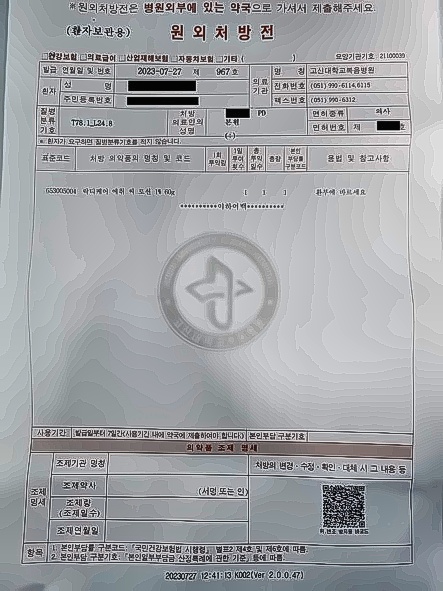 ※원외처방전은 병원외부에 있는 약국으로 가셔서 제출해주세요.
(환자보관용) 원 외 처 방 전
□건강보험 □의료급여 □산업재해보험 □자동차보험 □기타 ( ) 요양기관기호: 21100039
발급 연월일 및 번호 2023-07-27 제 967호 의료기관 명 칭 고신대학교복음병원
환자 성 명 전화번호 (051)-990-6114,6115
주민등록번호 팩스번호 (051)-990-6312
질병분류기호 T78.1,L24.8 처방의료인의 성명 PD 면허종류 의사
면허번호 제 호
* 환자가 요구하면 질병분류기호를 적지 않습니다.
표준코드 처방 의약품의 명칭 및 코드 1회투약량 1일투여횟수 총투약일수 총량 본인부담률구분코드 용법 및 참고사항
653005004 락티케어 에취 씨 로션 1% 60g 1 1 1 환부에 바르세요
**********이하여백**********
사용기간 발급일부터 7일간(사용기간 내에 약국에 제출하여야 합니다.) 본인부담 구분기호
의약품 조제 명세
조제명세 조제기관 명칭 처방의 변경·수정·확인·대체 시 그 내용 등
조제약사 (서명 또는 인)
조제량(조제일수)
조제연월일
위,변조 방지용 바코드
항목 1. 본인부담률 구분코드: 「국민건강보험법 시행령」 별표2 제4호 및 제6호에 따름.
2. 본인부담 구분기호: 「본인일부부담금 산정특례에 관한 기준」등에 따름.
20230727 12:41:13 K002(Ver 2.0.0.47)